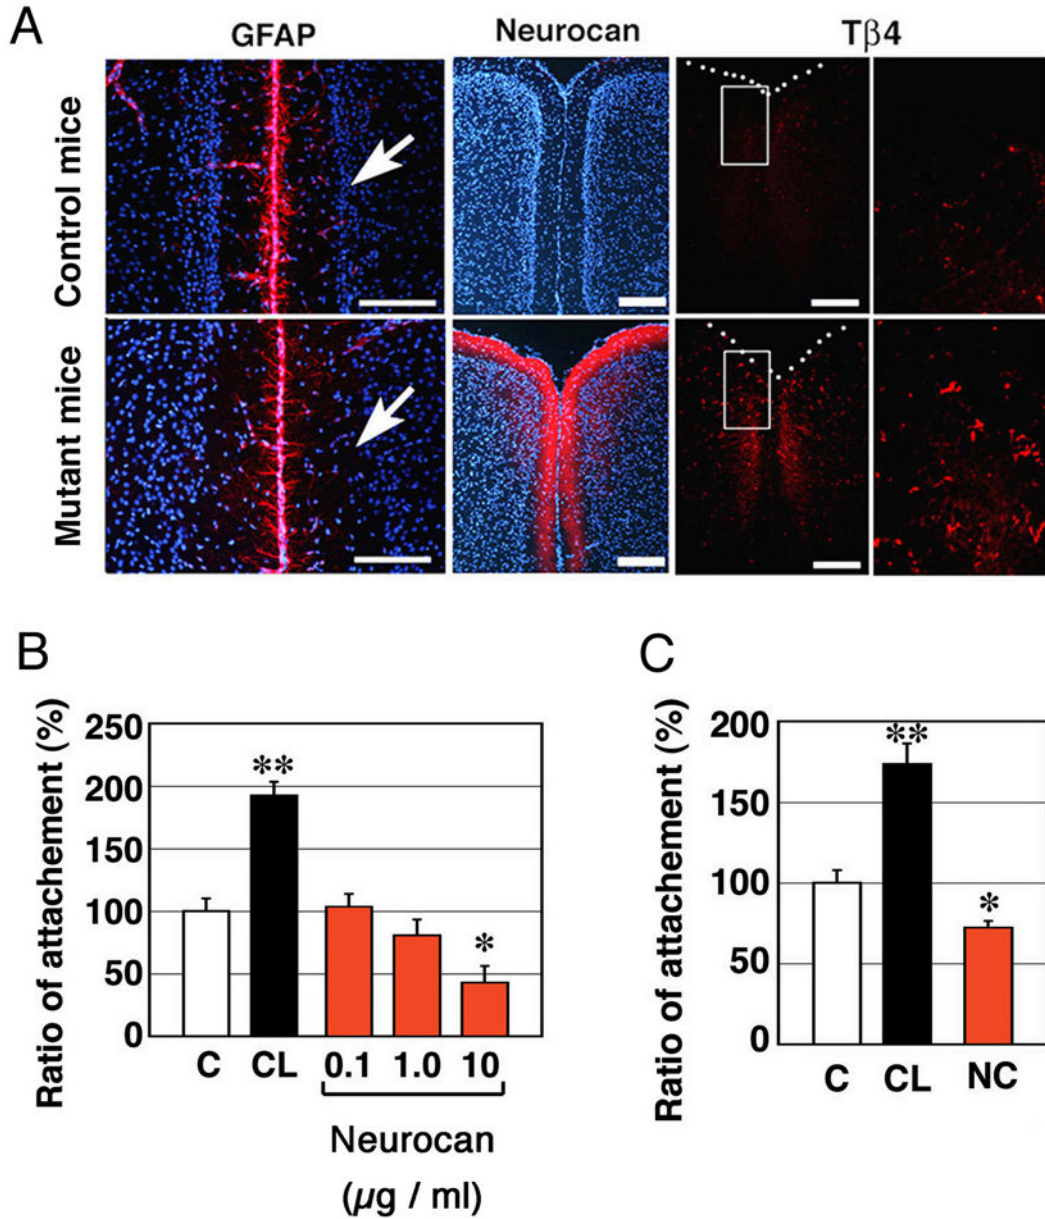 A
GFAP
Neurocan
Tβ4
Control mice
Mutant mice
B
Ratio of attachement (%)
250
200
150
100
50
0
**
*
C
CL
0.1
1.0
10
Neurocan
(µg / ml)
C
Ratio of attachement (%)
200
150
100
50
0
**
*
C
CL
NC